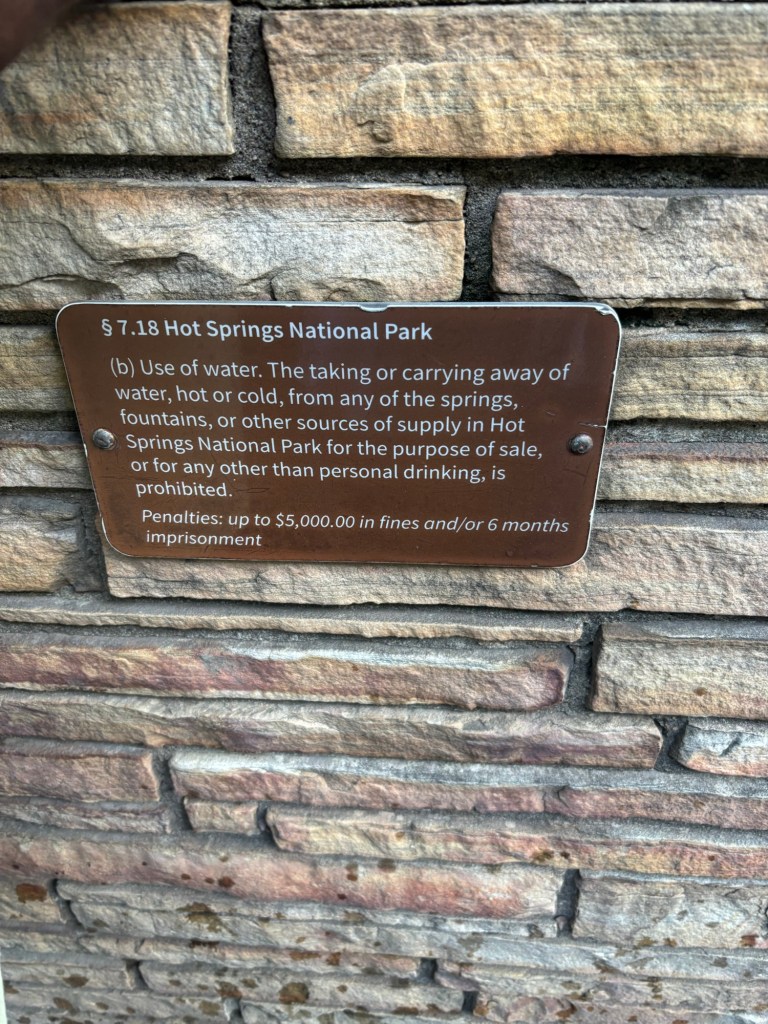 § 7.18 Hot Springs National Park
(b) Use of water. The taking or carrying away of
water, hot or cold, from any of the springs,
fountains, or other sources of supply in Hot
Springs National Park for the purpose of sale,
or for any other than personal drinking, is
prohibited.
Penalties: up to $5,000.00 in fines and/or 6 months
imprisonment